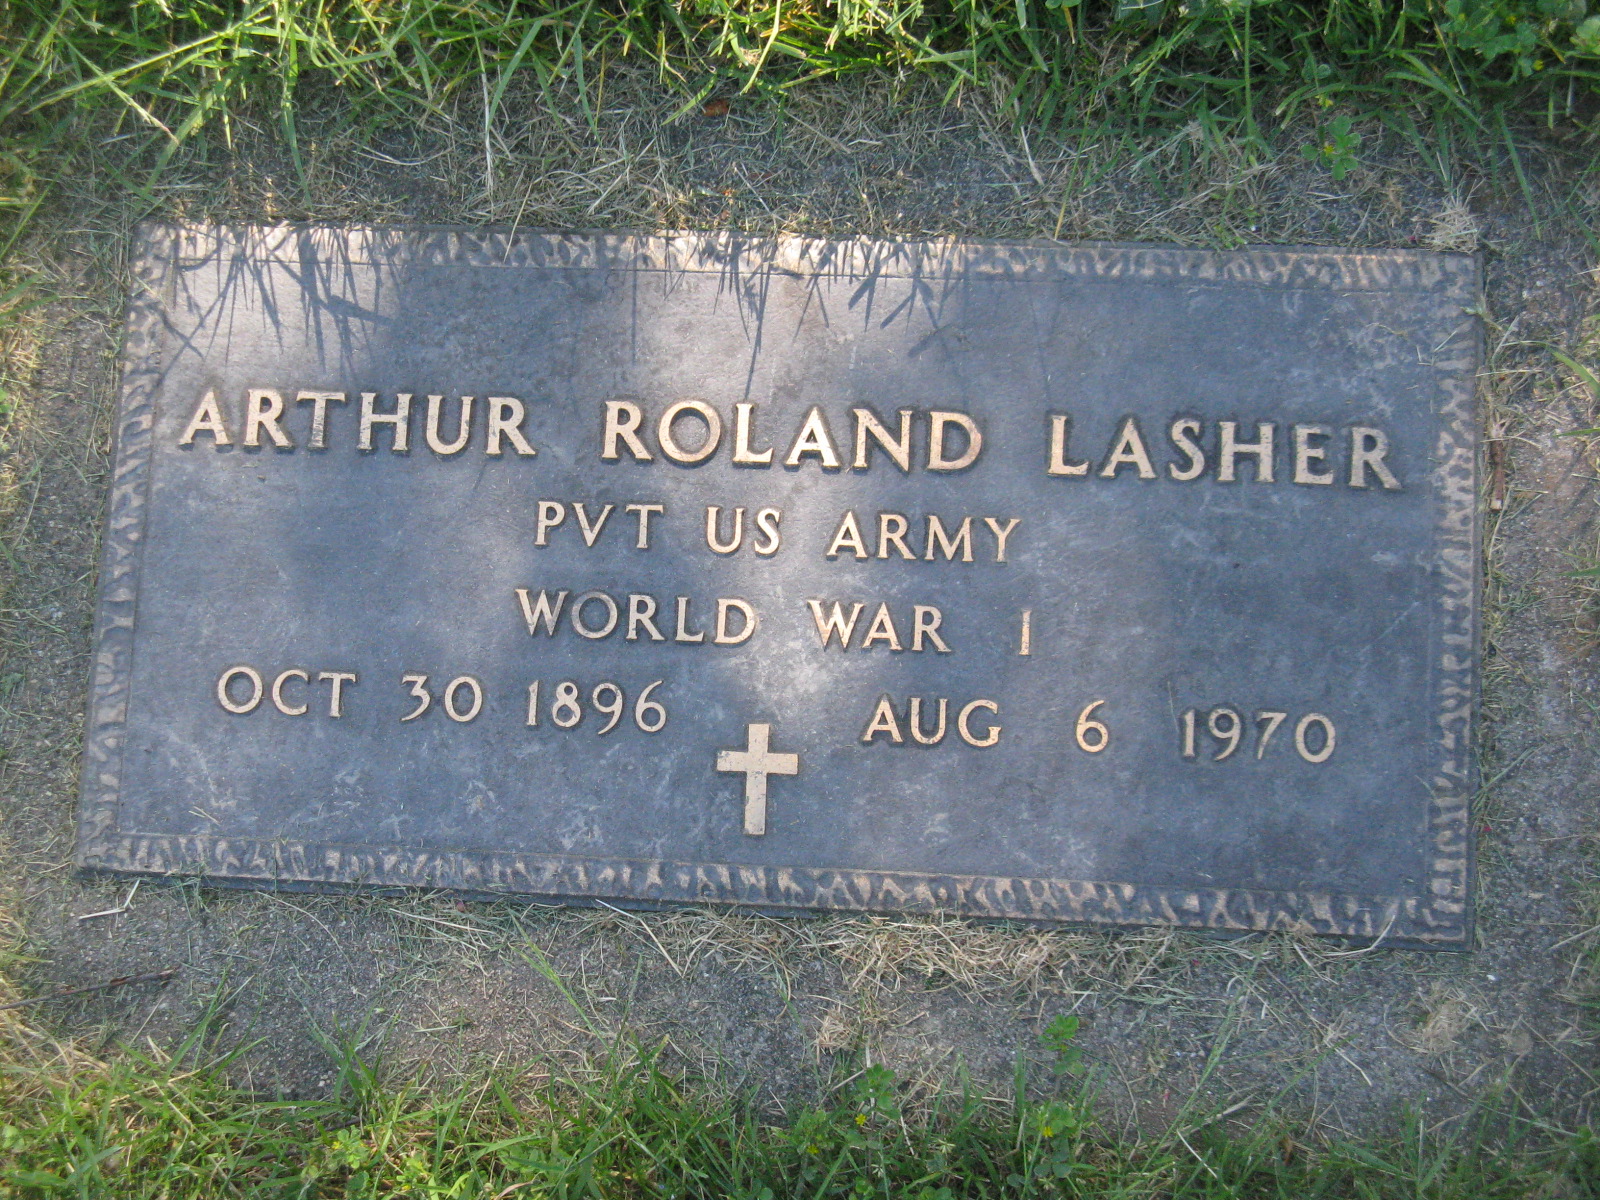 ARTHUR ROLAND LASHER
PVT US ARMY
WORLD WAR I
OCT 30 1896 AUG 6 1970